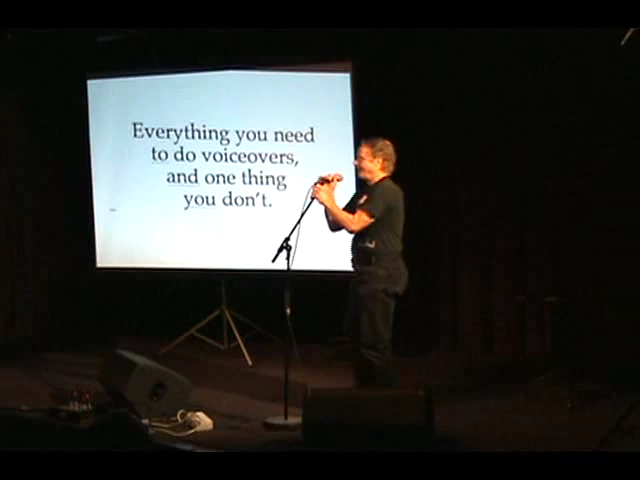 Everything you need
to do voiceovers,
and one thing
you don't.